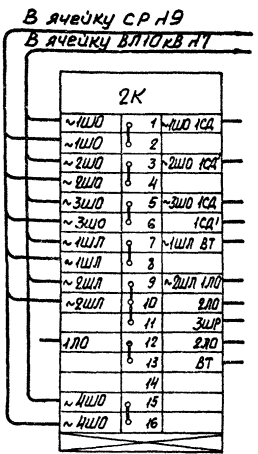 В ячейку СР №9
В ячейку ВЛ10кВ №7
2К
~1ШО 1 ~1ШО 1СД
~1ШО 2
~2ШО 3 ~2ШО 1СД
~2ШО 4
~3ШО 5 ~3ШО 1СД
~3ШО 6 1СД'
~1ШЛ 7 ~1ШЛ ВТ
~1ШЛ 8
~2ШЛ 9 ~2ШЛ 1ЛО
~2ШЛ 10 2ЛО
11 3ШР
1ЛО 12 2ЛО
13 ВТ
14
~4ШО 15
~4ШО 16